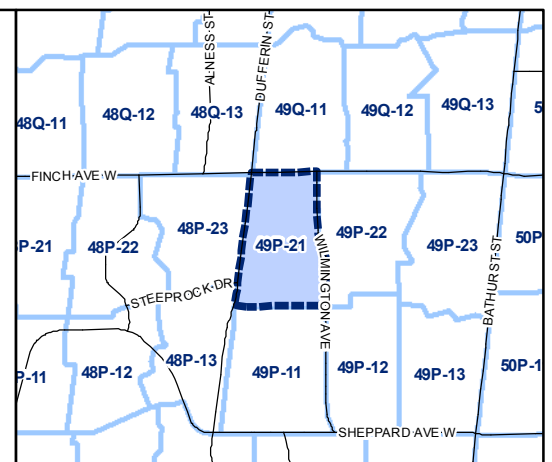 ALNESS ST
DUFFERIN ST
48Q-11
48Q-12
48Q-13
49Q-11
49Q-12
49Q-13
5
FINCH AVE W
P-21
48P-22
48P-23
49P-21
49P-22
49P-23
50P
STEEPROCK DR
WILMINGTON AVE
BATHURST ST
P-11
48P-12
48P-13
49P-11
49P-12
49P-13
50P-1
SHEPPARD AVE W